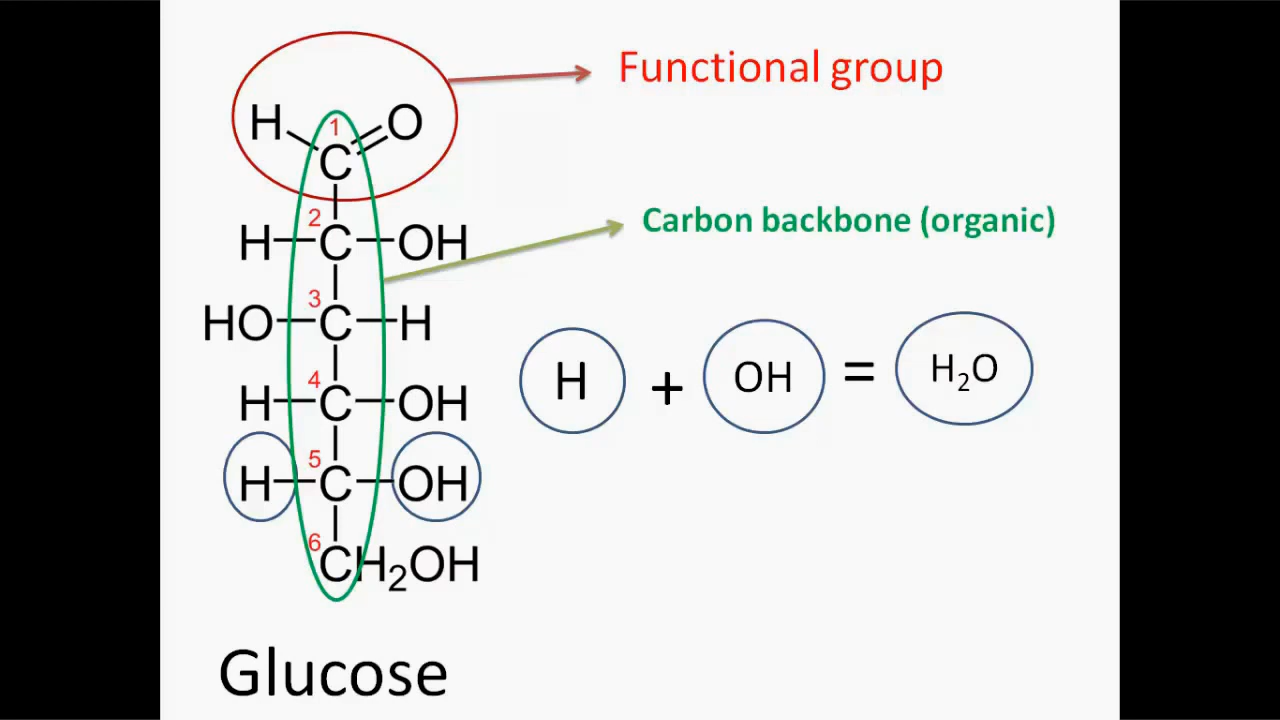 Functional group
H O
1
C
Carbon backbone (organic)
2
H C OH
3
HO C H
H + OH = H₂O
4
H C OH
5
H C OH
6
CH₂OH
Glucose